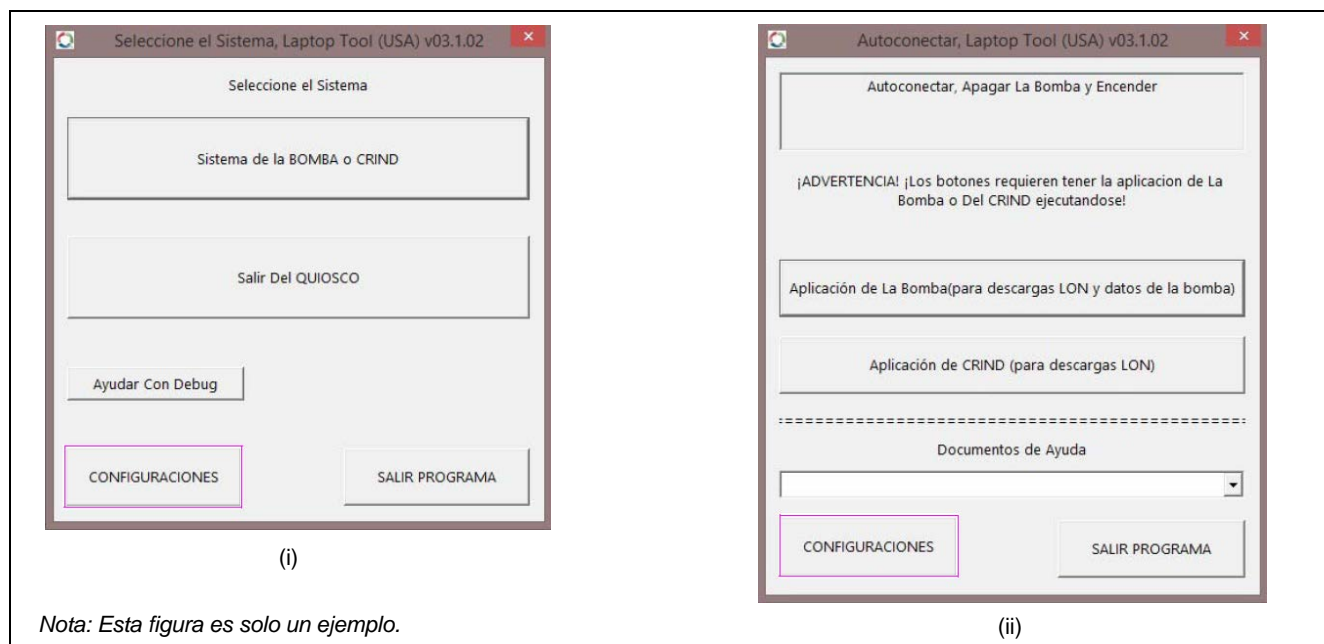 Seleccione el Sistema, Laptop Tool (USA) v03.1.02
Seleccione el Sistema
Sistema de la BOMBA o CRIND
Salir Del QUIOSCO
Ayudar Con Debug
CONFIGURACIONES
SALIR PROGRAMA
(i)
Nota: Esta figura es solo un ejemplo.
Autoconectar, Laptop Tool (USA) v03.1.02
Autoconectar, Apagar La Bomba y Encender
¡ADVERTENCIA! ¡Los botones requieren tener la aplicacion de La
Bomba o Del CRIND ejecutandose!
Aplicación de La Bomba(para descargas LON y datos de la bomba)
Aplicación de CRIND (para descargas LON)
Documentos de Ayuda
CONFIGURACIONES
SALIR PROGRAMA
(ii)